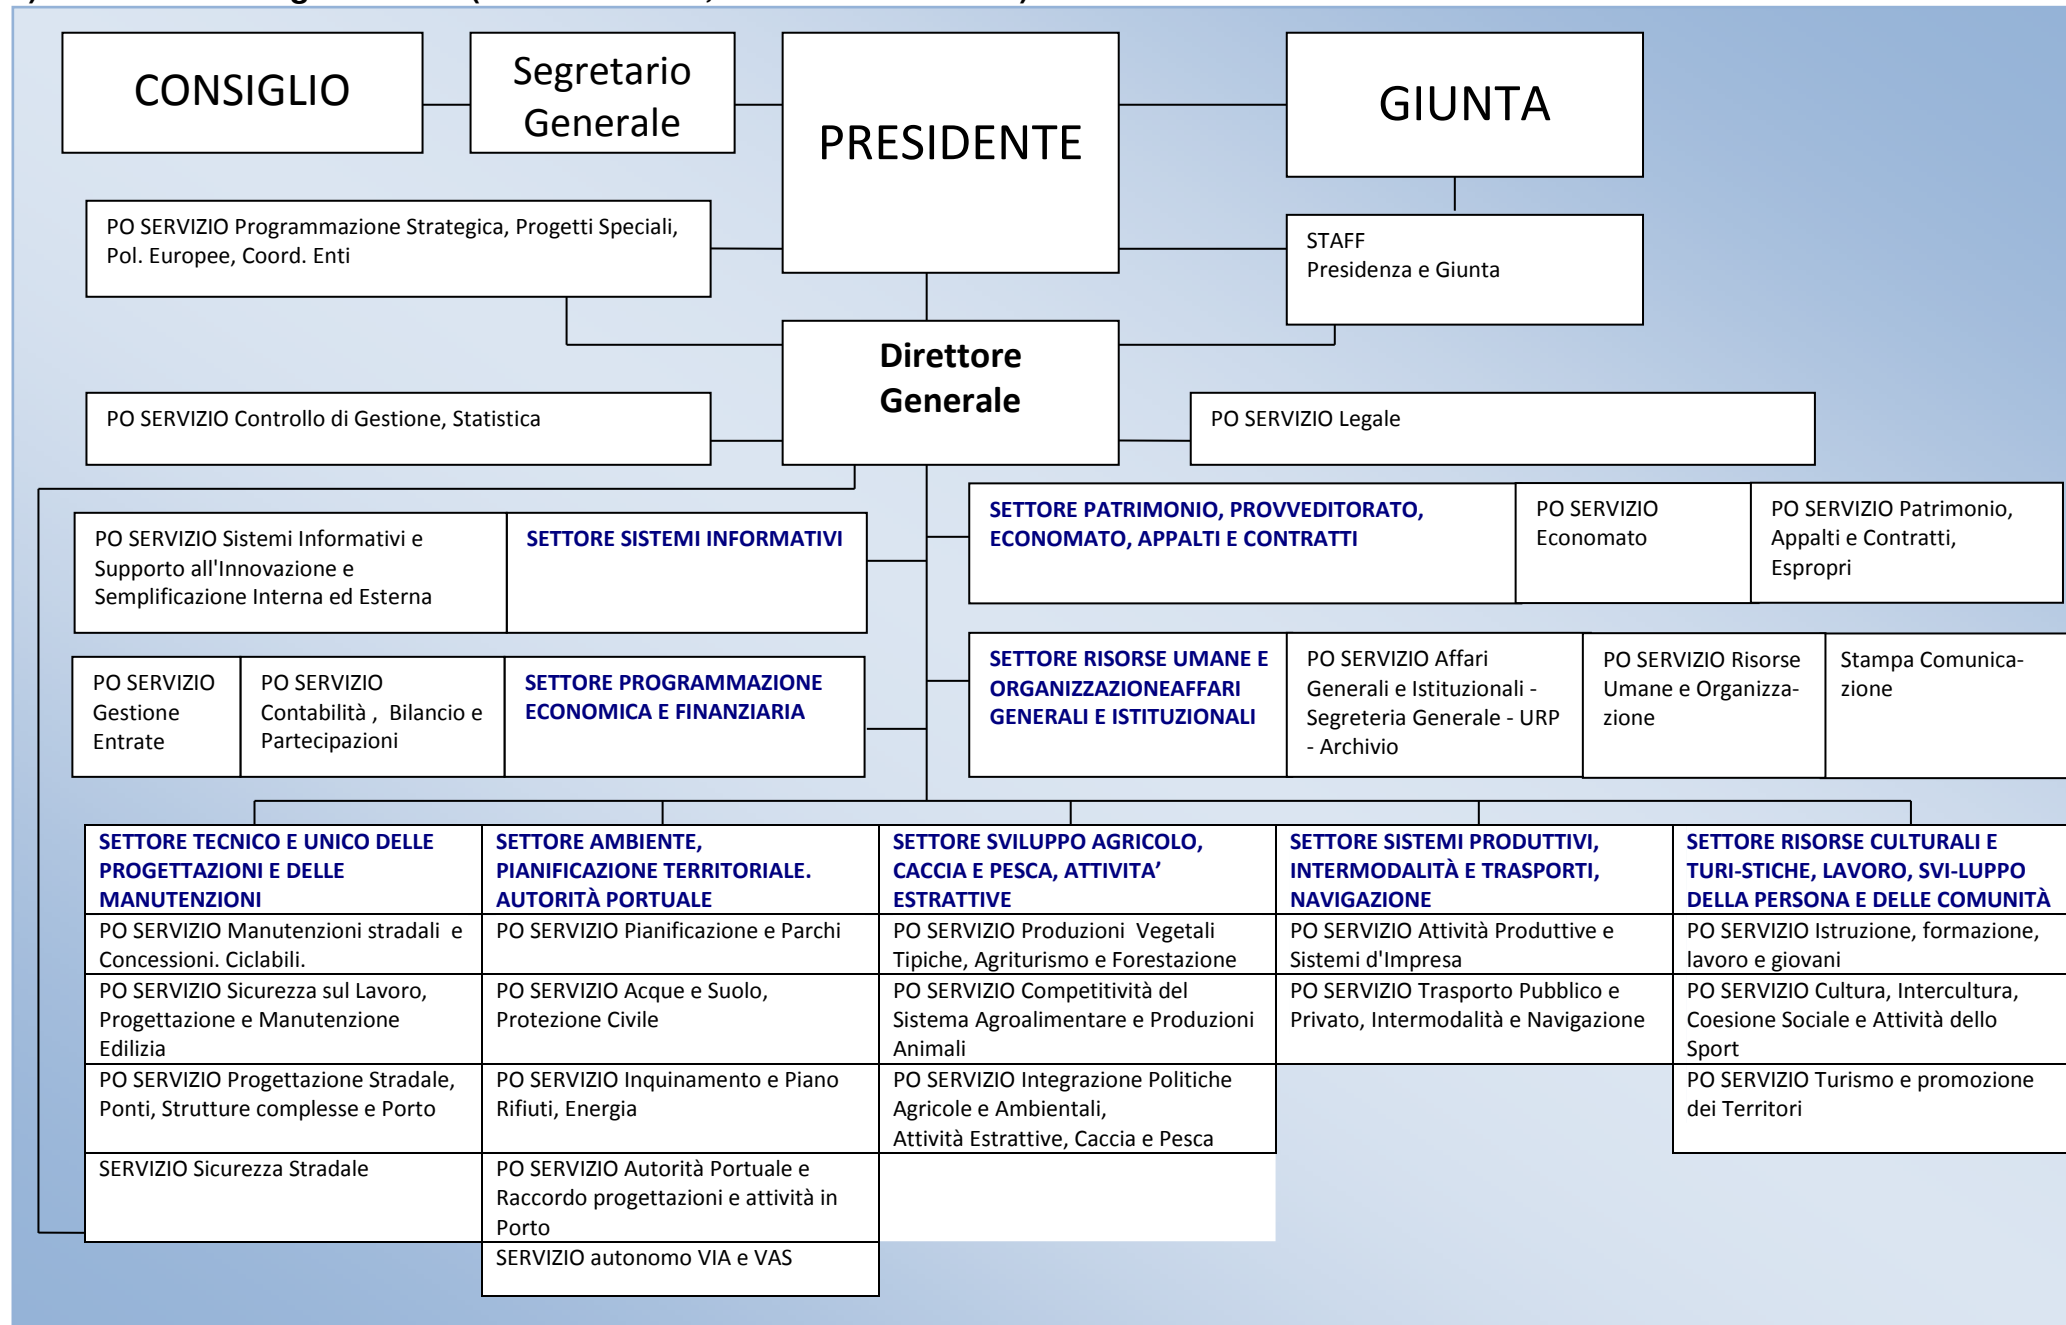 CONSIGLIO
Segretario
Generale
PRESIDENTE
GIUNTA
PO SERVIZIO Programmazione Strategica, Progetti Speciali,
Pol. Europee, Coord. Enti
STAFF
Presidenza e Giunta
Direttore
Generale
PO SERVIZIO Controllo di Gestione, Statistica
PO SERVIZIO Legale
PO SERVIZIO Sistemi Informativi e
Supporto all'Innovazione e
Semplificazione Interna ed Esterna
SETTORE SISTEMI INFORMATIVI
SETTORE PATRIMONIO, PROVVEDITORATO,
ECONOMATO, APPALTI E CONTRATTI
PO SERVIZIO
Economato
PO SERVIZIO Patrimonio,
Appalti e Contratti,
Espropri
PO SERVIZIO
Gestione
Entrate
PO SERVIZIO
Contabilità , Bilancio e
Partecipazioni
SETTORE PROGRAMMAZIONE
ECONOMICA E FINANZIARIA
SETTORE RISORSE UMANE E
ORGANIZZAZIONEAFFARI
GENERALI E ISTITUZIONALI
PO SERVIZIO Affari
Generali e Istituzionali -
Segreteria Generale - URP
- Archivio
PO SERVIZIO Risorse
Umane e Organizza-
zione
Stampa Comunica-
zione
SETTORE TECNICO E UNICO DELLE
PROGETTAZIONI E DELLE
MANUTENZIONI
PO SERVIZIO Manutenzioni stradali e
Concessioni. Ciclabili.
PO SERVIZIO Sicurezza sul Lavoro,
Progettazione e Manutenzione
Edilizia
PO SERVIZIO Progettazione Stradale,
Ponti, Strutture complesse e Porto
SERVIZIO Sicurezza Stradale
SETTORE AMBIENTE,
PIANIFICAZIONE TERRITORIALE.
AUTORITÀ PORTUALE
PO SERVIZIO Pianificazione e Parchi
PO SERVIZIO Acque e Suolo,
Protezione Civile
PO SERVIZIO Inquinamento e Piano
Rifiuti, Energia
PO SERVIZIO Autorità Portuale e
Raccordo progettazioni e attività in
Porto
SERVIZIO autonomo VIA e VAS
SETTORE SVILUPPO AGRICOLO,
CACCIA E PESCA, ATTIVITA’
ESTRATTIVE
PO SERVIZIO Produzioni Vegetali
Tipiche, Agriturismo e Forestazione
PO SERVIZIO Competitività del
Sistema Agroalimentare e Produzioni
Animali
PO SERVIZIO Integrazione Politiche
Agricole e Ambientali,
Attività Estrattive, Caccia e Pesca
SETTORE SISTEMI PRODUTTIVI,
INTERMODALITÀ E TRASPORTI,
NAVIGAZIONE
PO SERVIZIO Attività Produttive e
Sistemi d'Impresa
PO SERVIZIO Trasporto Pubblico e
Privato, Intermodalità e Navigazione
SETTORE RISORSE CULTURALI E
TURI-STICHE, LAVORO, SVI-LUPPO
DELLA PERSONA E DELLE COMUNITÀ
PO SERVIZIO Istruzione, formazione,
lavoro e giovani
PO SERVIZIO Cultura, Intercultura,
Coesione Sociale e Attività dello
Sport
PO SERVIZIO Turismo e promozione
dei Territori